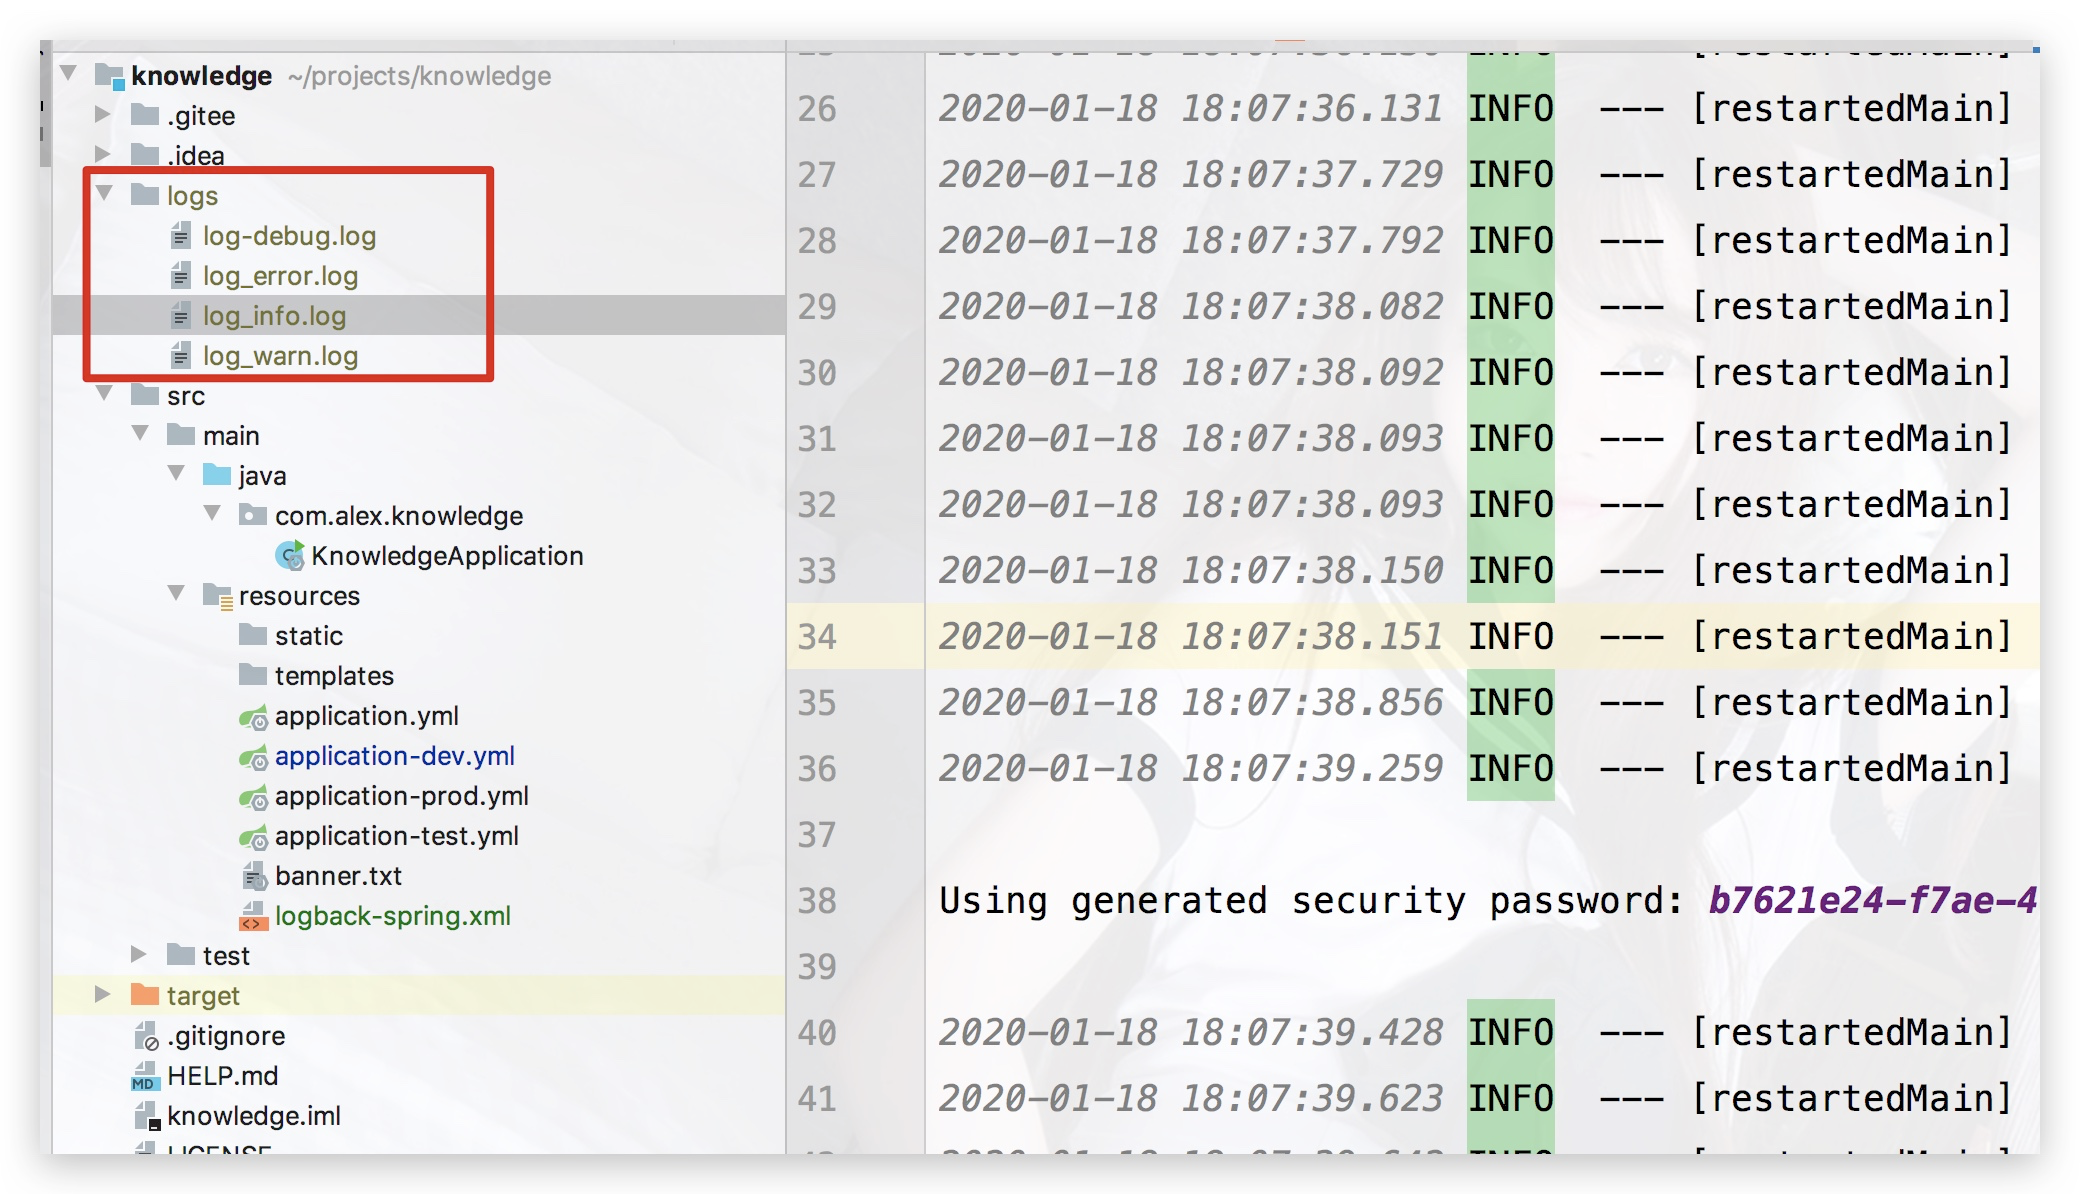 knowledge ~/projects/knowledge
.gitee
.idea
logs
log-debug.log
log_error.log
log_info.log
log_warn.log
src
main
java
com.alex.knowledge
KnowledgeApplication
resources
static
templates
application.yml
application-dev.yml
application-prod.yml
application-test.yml
banner.txt
logback-spring.xml
test
target
.gitignore
HELP.md
knowledge.iml
LICENSE
26 2020-01-18 18:07:36.131 INFO --- [restartedMain]
27 2020-01-18 18:07:37.729 INFO --- [restartedMain]
28 2020-01-18 18:07:37.792 INFO --- [restartedMain]
29 2020-01-18 18:07:38.082 INFO --- [restartedMain]
30 2020-01-18 18:07:38.092 INFO --- [restartedMain]
31 2020-01-18 18:07:38.093 INFO --- [restartedMain]
32 2020-01-18 18:07:38.093 INFO --- [restartedMain]
33 2020-01-18 18:07:38.150 INFO --- [restartedMain]
34 2020-01-18 18:07:38.151 INFO --- [restartedMain]
35 2020-01-18 18:07:38.856 INFO --- [restartedMain]
36 2020-01-18 18:07:39.259 INFO --- [restartedMain]
37
38 Using generated security password: b7621e24-f7ae-4
39
40 2020-01-18 18:07:39.428 INFO --- [restartedMain]
41 2020-01-18 18:07:39.623 INFO --- [restartedMain]